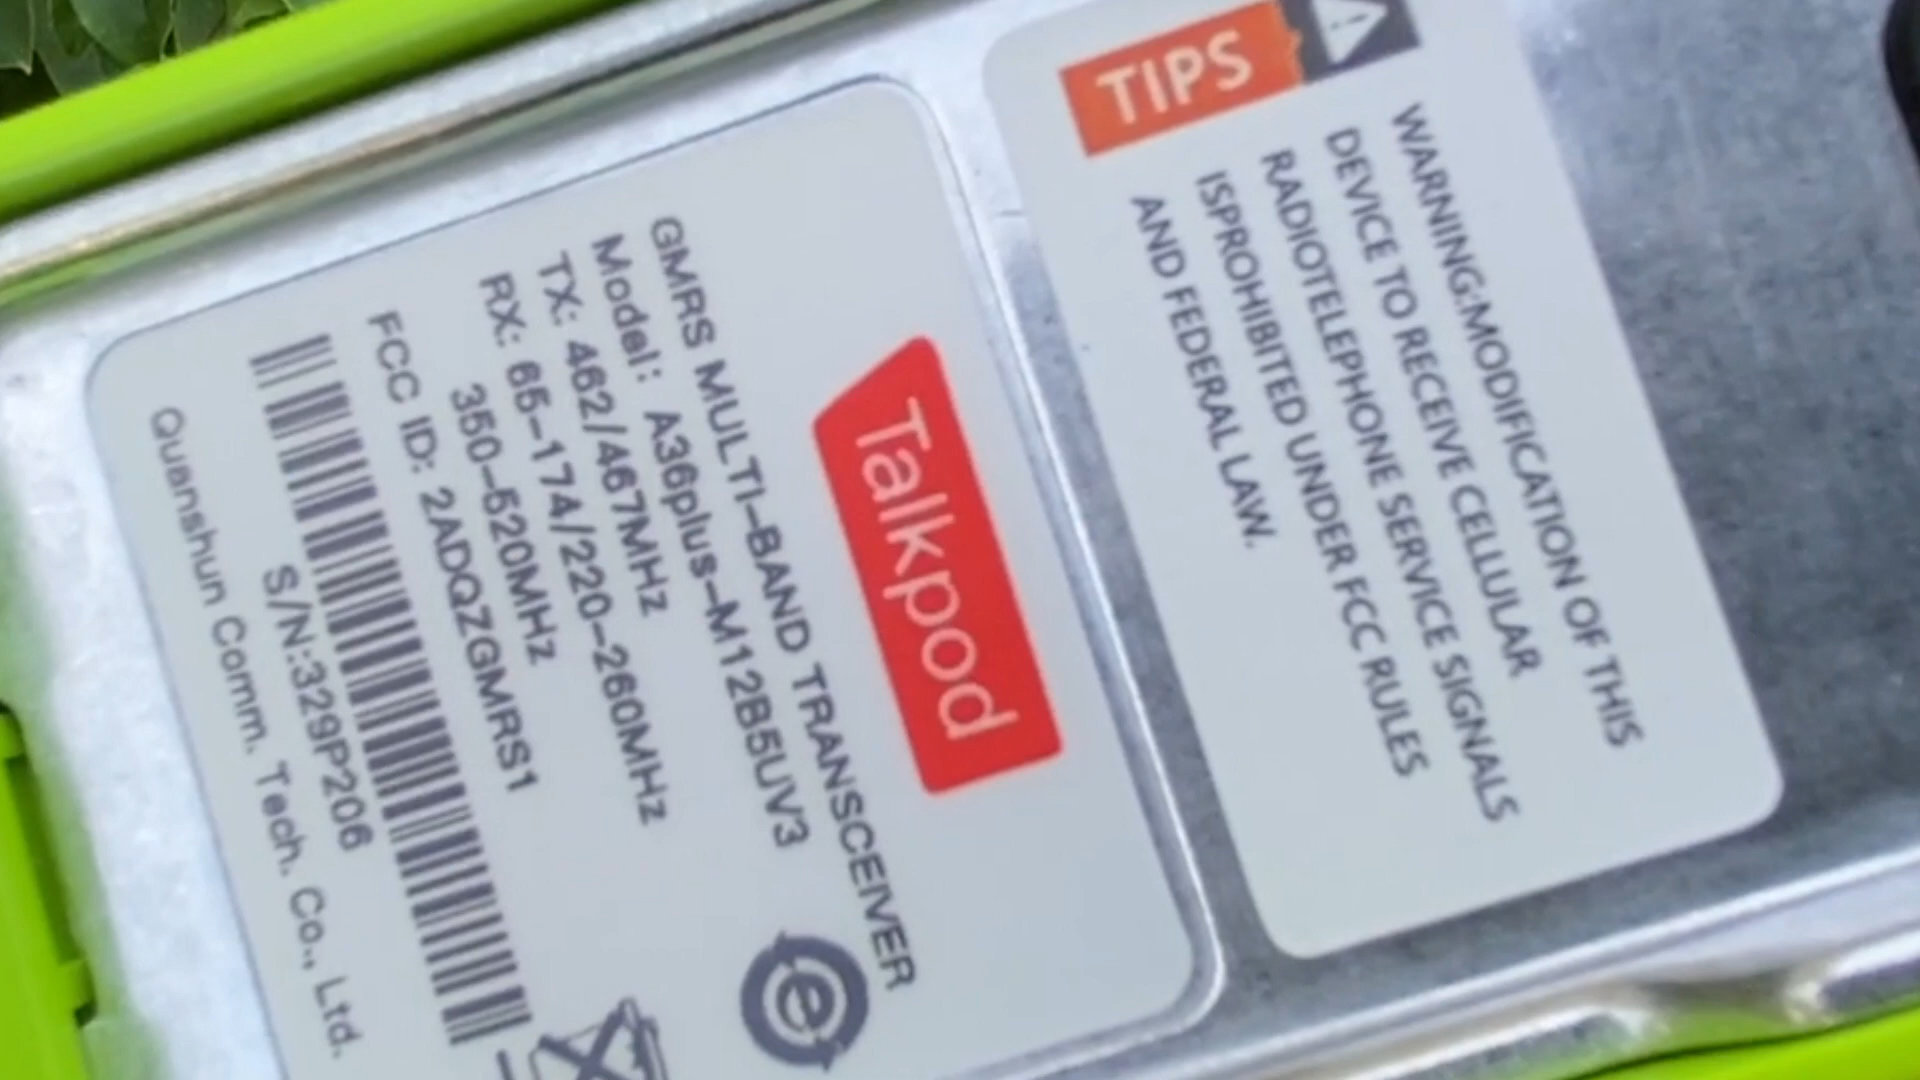 TIPS
WARNING:MODIFICATION OF THIS
DEVICE TO RECEIVE CELLULAR
RADIOTELEPHONE SERVICE SIGNALS
ISPROHIBITED UNDER FCC RULES
AND FEDERAL LAW.
Talkpod
GMRS MULTI-BAND TRANSCEIVER
Model: A36plus-M12B5UV3
TX: 462/467MHz
RX: 65-174/220-260MHz
350-520MHz
FCC ID: 2ADQZGMRS1
S/N:329P206
Quanshun Comm. Tech. Co., Ltd.
e